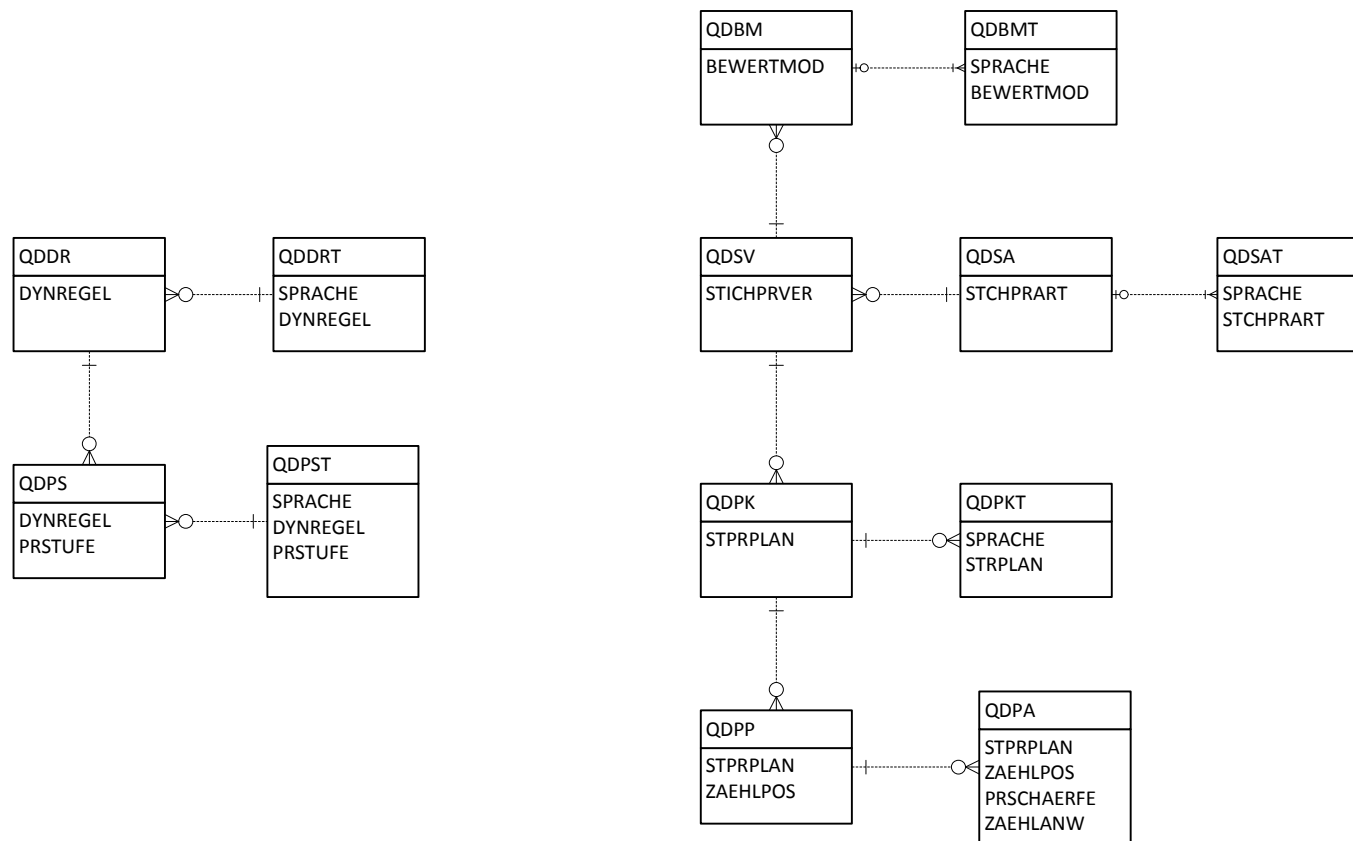 QDBM
BEWERTMOD
QDBMT
SPRACHE
BEWERTMOD
QDDR
DYNREGEL
QDDRT
SPRACHE
DYNREGEL
QDSV
STICHPRVER
QDSA
STCHPRART
QDSAT
SPRACHE
STCHPRART
QDPS
DYNREGEL
PRSTUFE
QDPST
SPRACHE
DYNREGEL
PRSTUFE
QDPK
STPRPLAN
QDPKT
SPRACHE
STRPLAN
QDPP
STPRPLAN
ZAEHLPOS
QDPA
STPRPLAN
ZAEHLPOS
PRSCHAERFE
ZAEHLANW